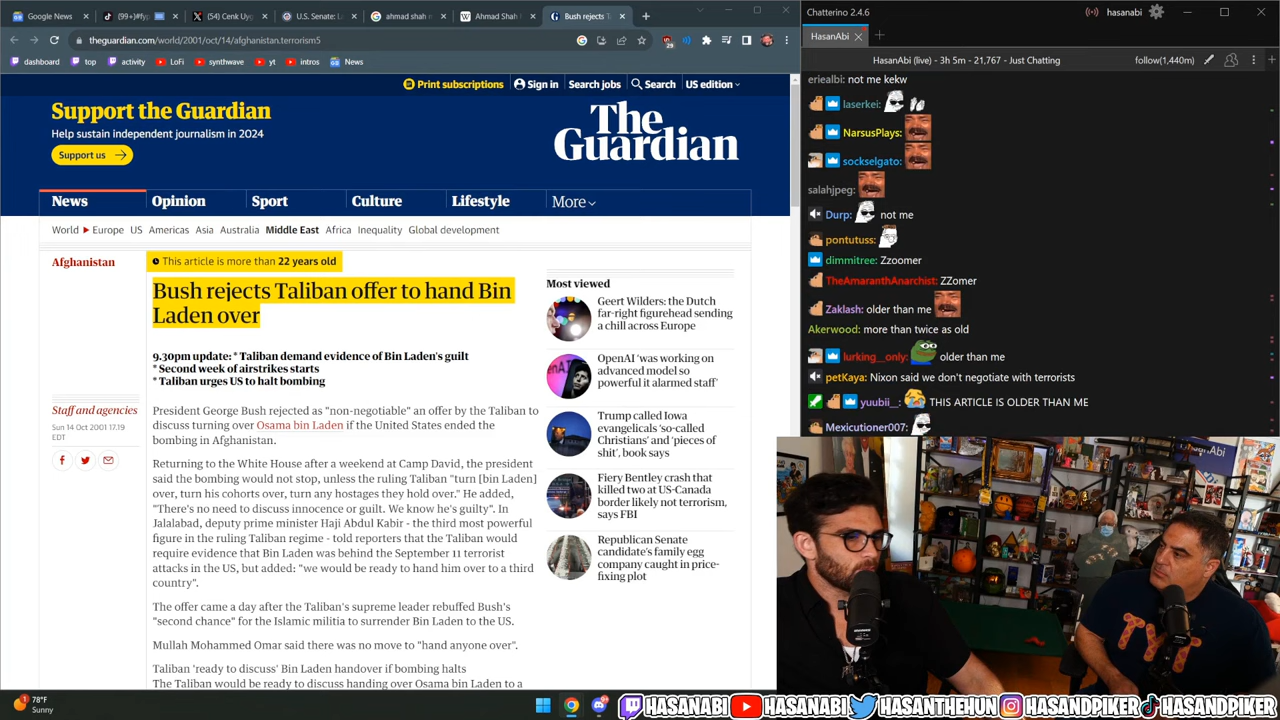 Google News
(99+)#fyp
(54) Cenk Uyg
U.S. Senate: L
ahmad shah m
Ahmad Shah M
Bush rejects T
theguardian.com/world/2001/oct/14/afghanistan.terrorism5
dashboard
top
activity
LoFi
synthwave
yt
intros
News
Print subscriptions
Sign in
Search jobs
Search
US edition
Support the Guardian
Help sustain independent journalism in 2024
Support us
The
Guardian
News
Opinion
Sport
Culture
Lifestyle
More
World
Europe
US
Americas
Asia
Australia
Middle East
Africa
Inequality
Global development
Afghanistan
This article is more than 22 years old
Bush rejects Taliban offer to hand Bin
Laden over
9.30pm update: * Taliban demand evidence of Bin Laden's guilt
* Second week of airstrikes starts
* Taliban urges US to halt bombing
Staff and agencies
Sun 14 Oct 2001 17.19
EDT
President George Bush rejected as "non-negotiable" an offer by the Taliban to
discuss turning over Osama bin Laden if the United States ended the
bombing in Afghanistan.
Returning to the White House after a weekend at Camp David, the president
said the bombing would not stop, unless the ruling Taliban "turn [bin Laden]
over, turn his cohorts over, turn any hostages they hold over." He added,
"There's no need to discuss innocence or guilt. We know he's guilty". In
Jalalabad, deputy prime minister Haji Abdul Kabir - the third most powerful
figure in the ruling Taliban regime - told reporters that the Taliban would
require evidence that Bin Laden was behind the September 11 terrorist
attacks in the US, but added: "we would be ready to hand him over to a third
country".
The offer came a day after the Taliban's supreme leader rebuffed Bush's
"second chance" for the Islamic militia to surrender Bin Laden to the US.
Mullah Mohammed Omar said there was no move to "hand anyone over".
Taliban 'ready to discuss' Bin Laden handover if bombing halts
The Taliban would be ready to discuss handing over Osama bin Laden to a
Most viewed
Geert Wilders: the Dutch
far-right figurehead sending
a chill across Europe
OpenAI 'was working on
advanced model so
powerful it alarmed staff'
Trump called Iowa
evangelicals 'so-called
Christians' and 'pieces of
shit', book says
Fiery Bentley crash that
killed two at US-Canada
border likely not terrorism,
says FBI
Republican Senate
candidate's family egg
company caught in price-
fixing plot
78°F
Sunny
Chatterino 2.4.6
hasanabi
HasanAbi
HasanAbi (live) - 3h 5m - 21,767 - Just Chatting
follow(1,440m)
eriealbi: not me kekw
laserkei:
NarsusPlays:
sockselgato:
salahjpeg:
Durp: not me
pontutuss:
dimmitree: Zzoomer
TheAmaranthAnarchist: ZZomer
Zaklash: older than me
Akerwood: more than twice as old
lurking__only: older than me
petKaya: Nixon said we don't negotiate with terrorists
yuubii__: THIS ARTICLE IS OLDER THAN ME
Mexicutioner007:
HASANABI
HASANABI
HASANTHEHUN
HASANDPIKER
HASANDPIKER